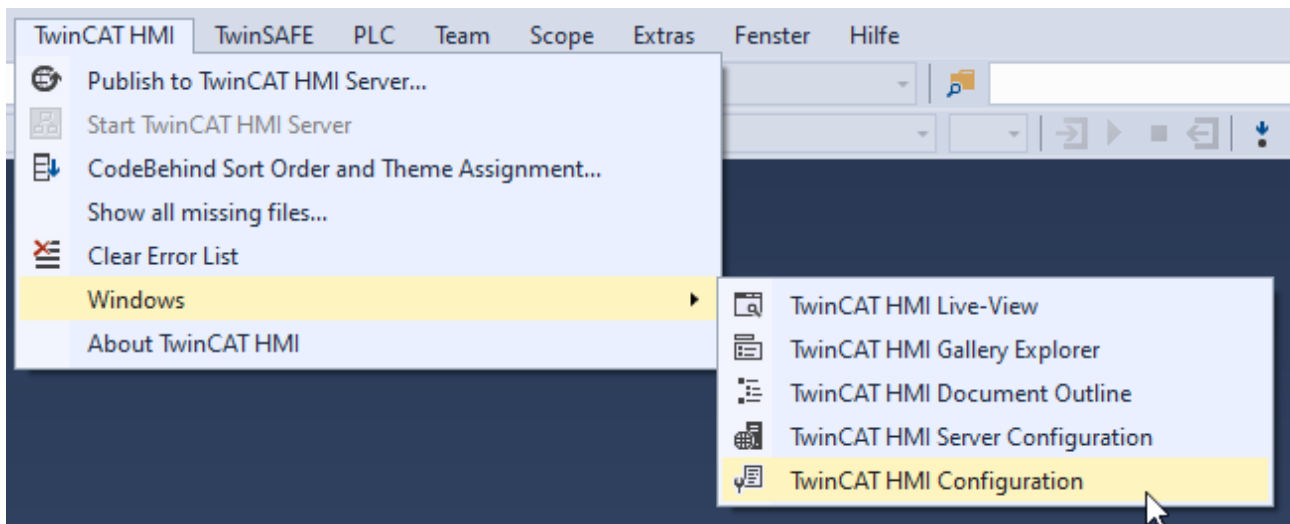 TwinCAT HMI TwinSAFE PLC Team Scope Extras Fenster Hilfe
Publish to TwinCAT HMI Server...
Start TwinCAT HMI Server
CodeBehind Sort Order and Theme Assignment...
Show all missing files...
Clear Error List
Windows
About TwinCAT HMI
TwinCAT HMI Live-View
TwinCAT HMI Gallery Explorer
TwinCAT HMI Document Outline
TwinCAT HMI Server Configuration
TwinCAT HMI Configuration